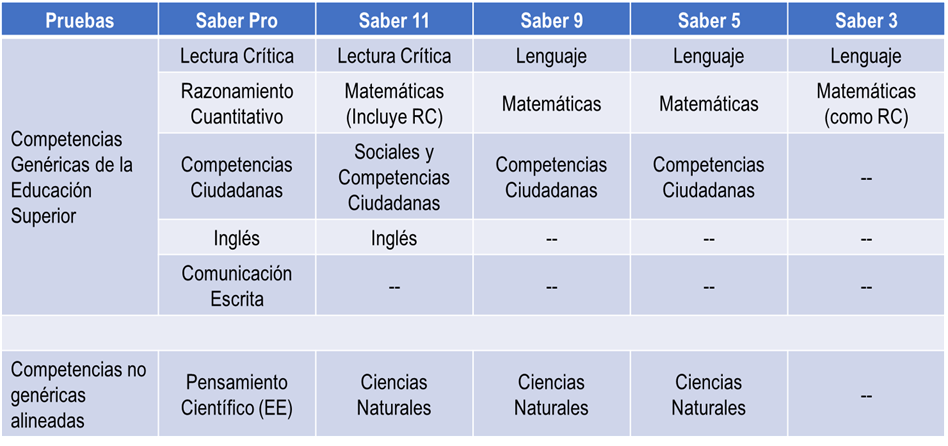 Pruebas Saber Pro Saber 11 Saber 9 Saber 5 Saber 3
Competencias
Genéricas de la
Educación
Superior
Lectura Crítica Lectura Crítica Lenguaje Lenguaje Lenguaje
Razonamiento
Cuantitativo
Matemáticas
(Incluye RC)
Matemáticas
Matemáticas
Matemáticas
(como RC)
Competencias
Ciudadanas
Sociales y
Competencias
Ciudadanas
Competencias
Ciudadanas
Competencias
Ciudadanas
--
Inglés Inglés -- -- --
Comunicación
Escrita
-- -- -- --
Competencias no
genéricas
alineadas
Pensamiento
Científico (EE)
Ciencias
Naturales
Ciencias
Naturales
Ciencias
Naturales
--